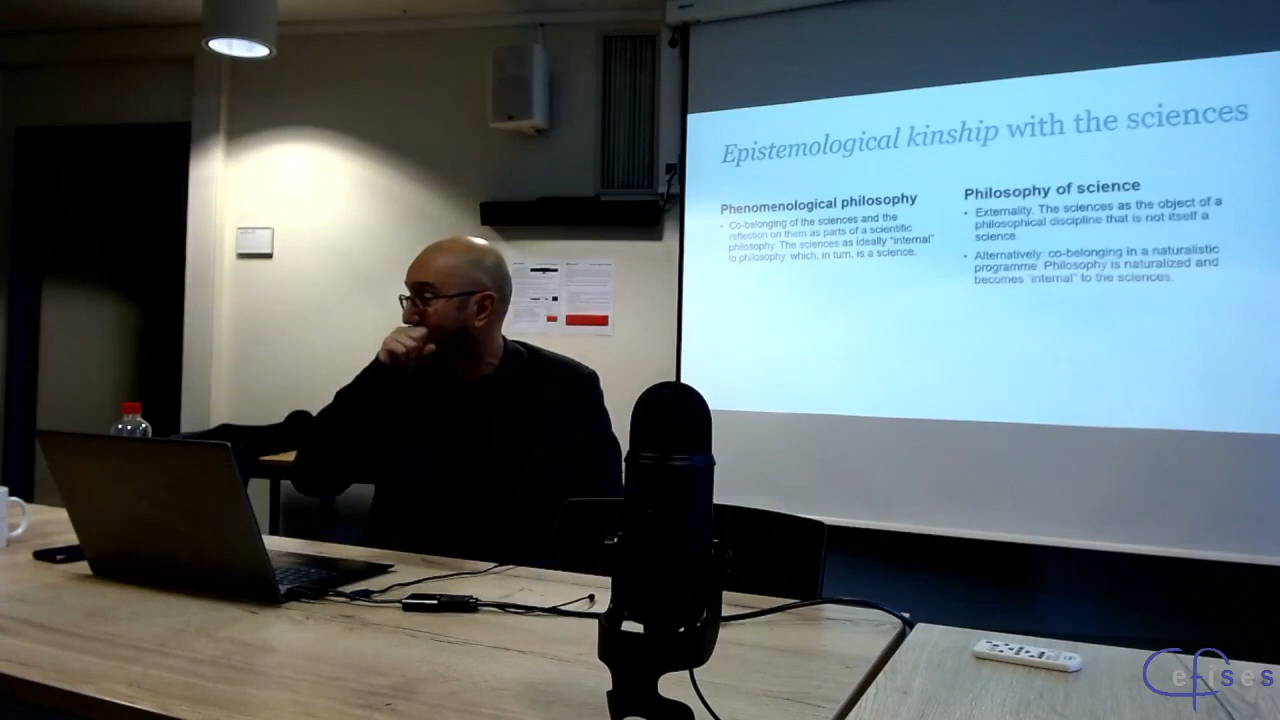 Epistemological kinship with the sciences
Phenomenological philosophy
• Co-belonging of the sciences and the
reflection on them as parts of a scientific
philosophy. The sciences as ideally “internal”
to philosophy, which, in turn, is a science.
Philosophy of science
• Externality. The sciences as the object of a
philosophical discipline that is not itself a
science.
• Alternatively: co-belonging in a naturalistic
programme. Philosophy is naturalized and
becomes “internal” to the sciences.
Cefises